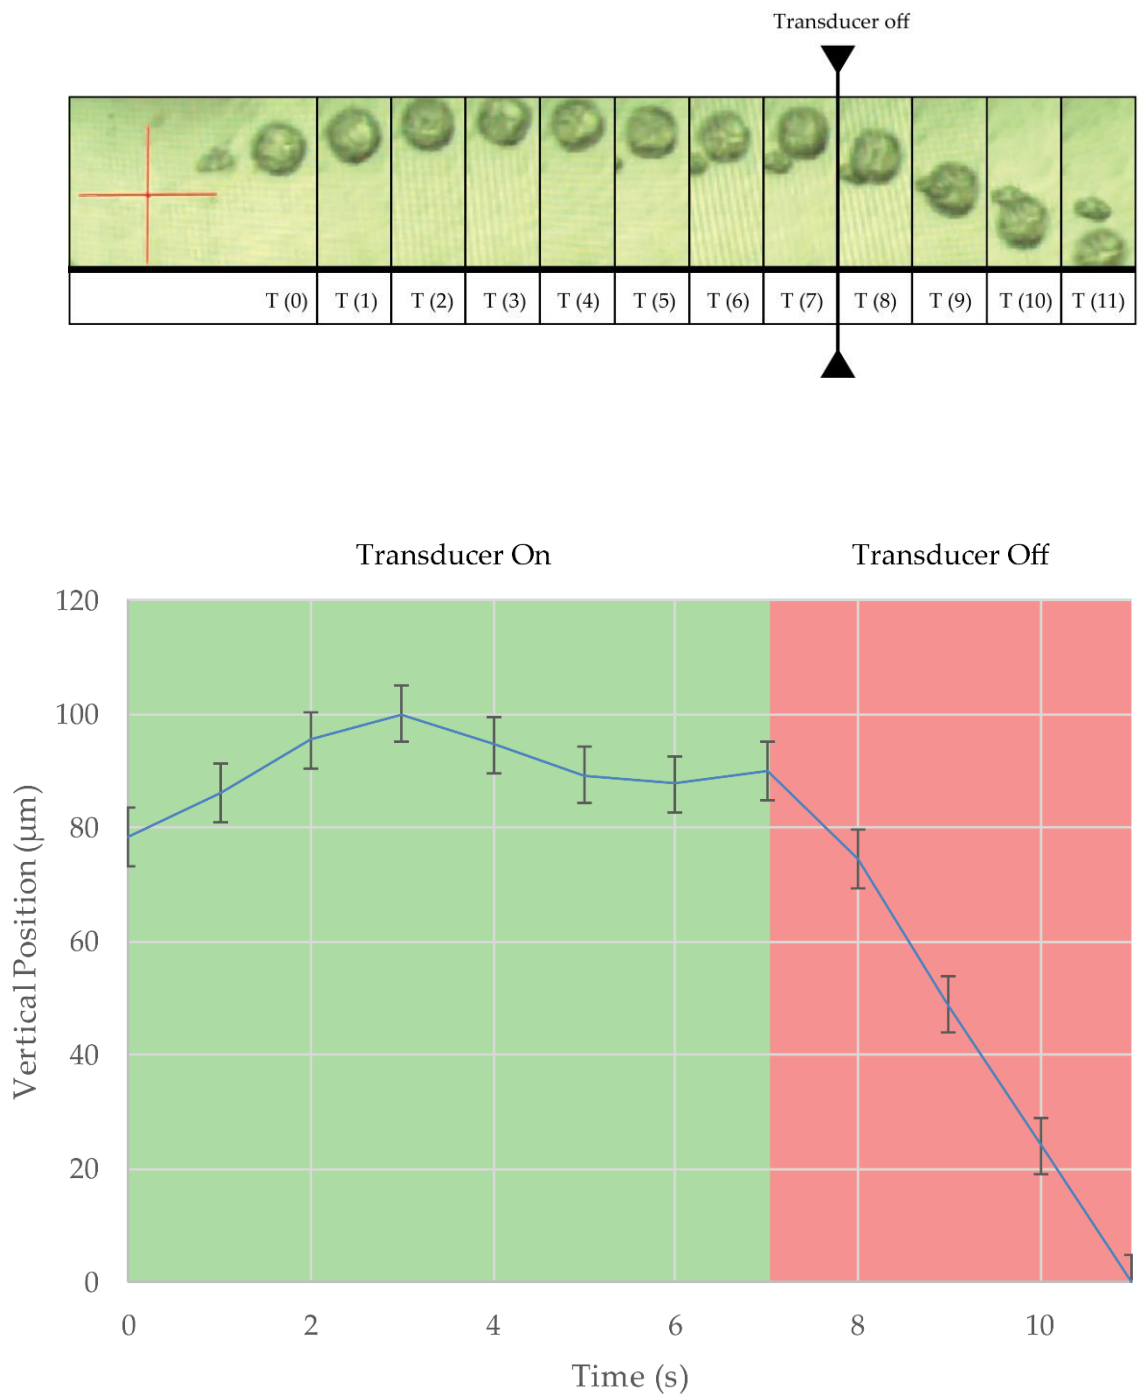 Transducer off
T (0) T (1) T (2) T (3) T (4) T (5) T (6) T (7) T (8) T (9) T (10) T (11)
Transducer On Transducer Off
120
100
80
60
40
20
0
Vertical Position (µm)
0 2 4 6 8 10
Time (s)